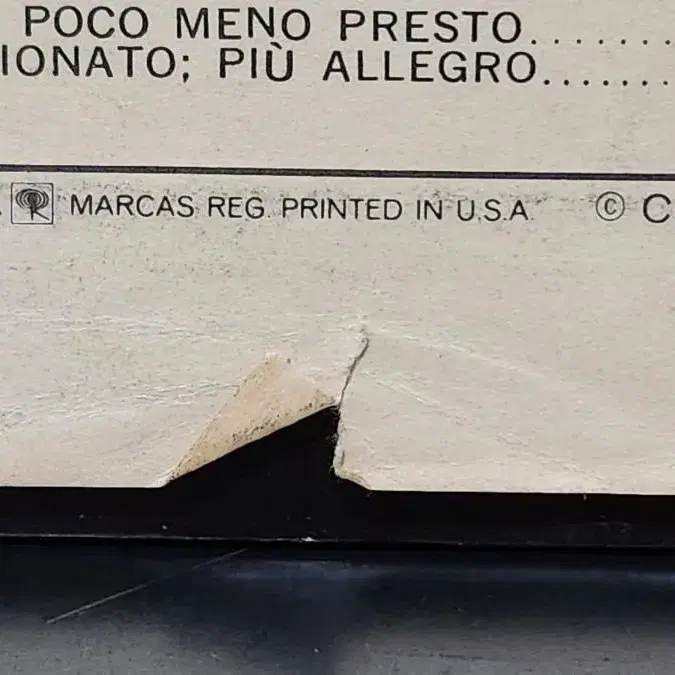 POCO MENO PRESTO.......
IONATO; PIÙ ALLEGRO.......
MARCAS REG. PRINTED IN U.S.A. © C